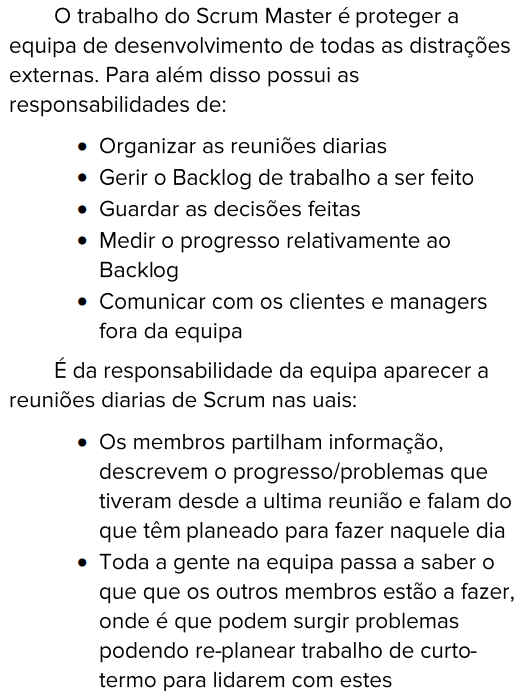 O trabalho do Scrum Master é proteger a
equipa de desenvolvimento de todas as distrações
externas. Para além disso possui as
responsabilidades de:
• Organizar as reuniões diarias
• Gerir o Backlog de trabalho a ser feito
• Guardar as decisões feitas
• Medir o progresso relativamente ao
Backlog
• Comunicar com os clientes e managers
fora da equipa
É da responsabilidade da equipa aparecer a
reuniões diarias de Scrum nas uais:
• Os membros partilham informação,
descrevem o progresso/problemas que
tiveram desde a ultima reunião e falam do
que têm planeado para fazer naquele dia
• Toda a gente na equipa passa a saber o
que que os outros membros estão a fazer,
onde é que podem surgir problemas
podendo re-planear trabalho de curto-
termo para lidarem com estes